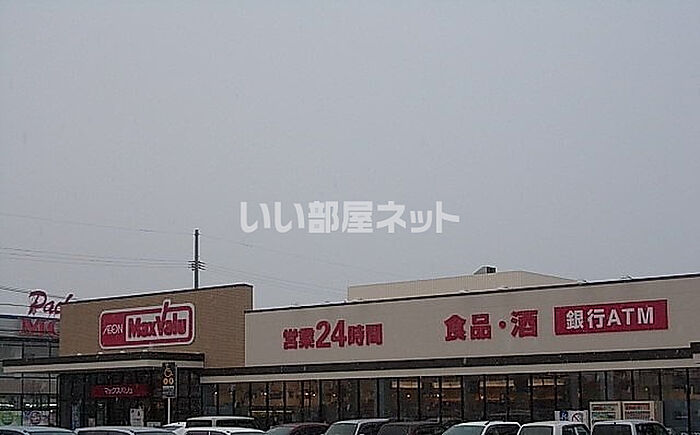 いい部屋ネット
AEON MaxValu
営業24時間
食品・酒
銀行ATM
マックスバリュ